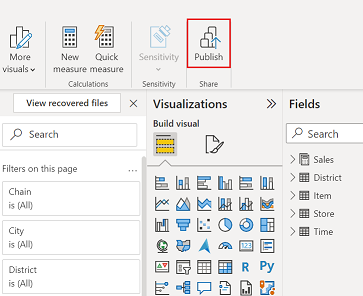 More visuals
New measure
Quick measure
Sensitivity
Publish
Calculations
Sensitivity
Share
View recovered files
Search
Filters on this page
...
Chain
is (All)
City
is (All)
District
is (All)
Visualizations
Build visual
123
R
Py
Fields
Search
Sales
District
Item
Store
Time